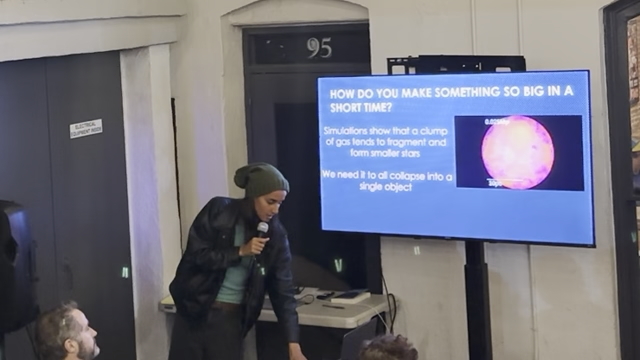 95
ELECTRICAL
EQUIPMENT INSIDE
HOW DO YOU MAKE SOMETHING SO BIG IN A
SHORT TIME?
Simulations show that a clump
of gas tends to fragment and
form smaller stars
We need it to all collapse into a
single object